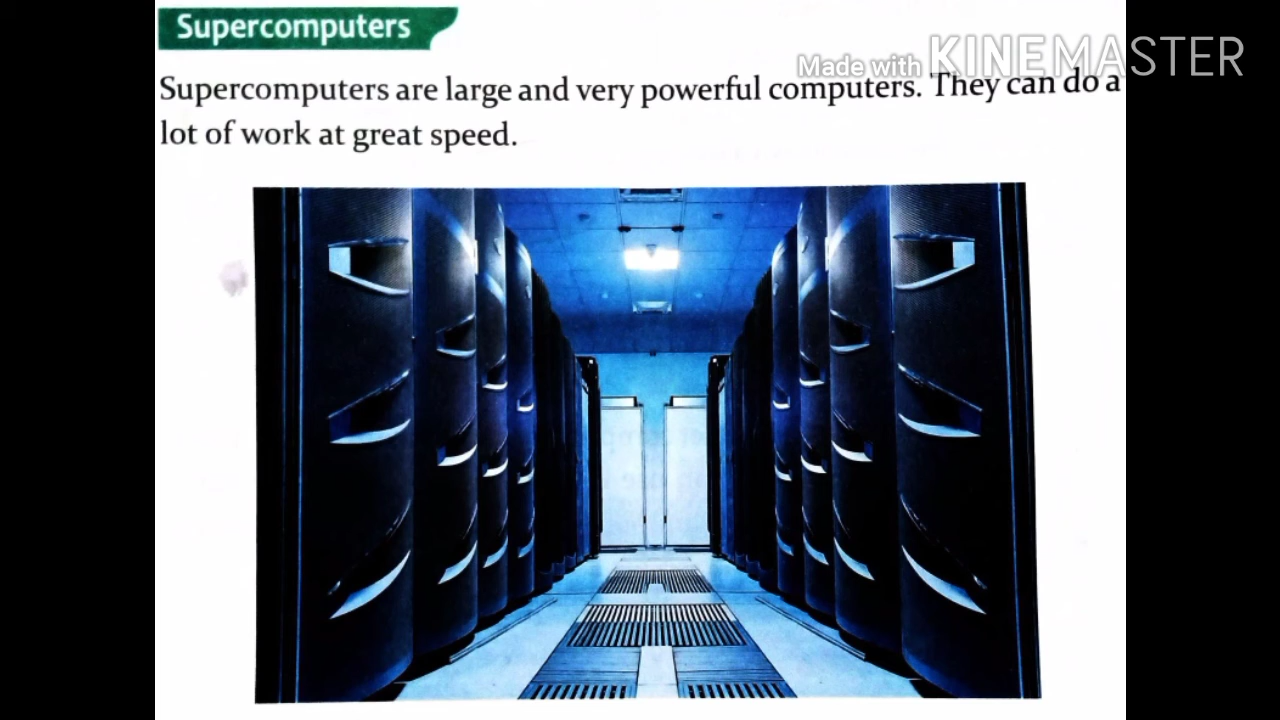 Supercomputers
Made with KINEMASTER
Supercomputers are large and very powerful computers. They can do a
lot of work at great speed.